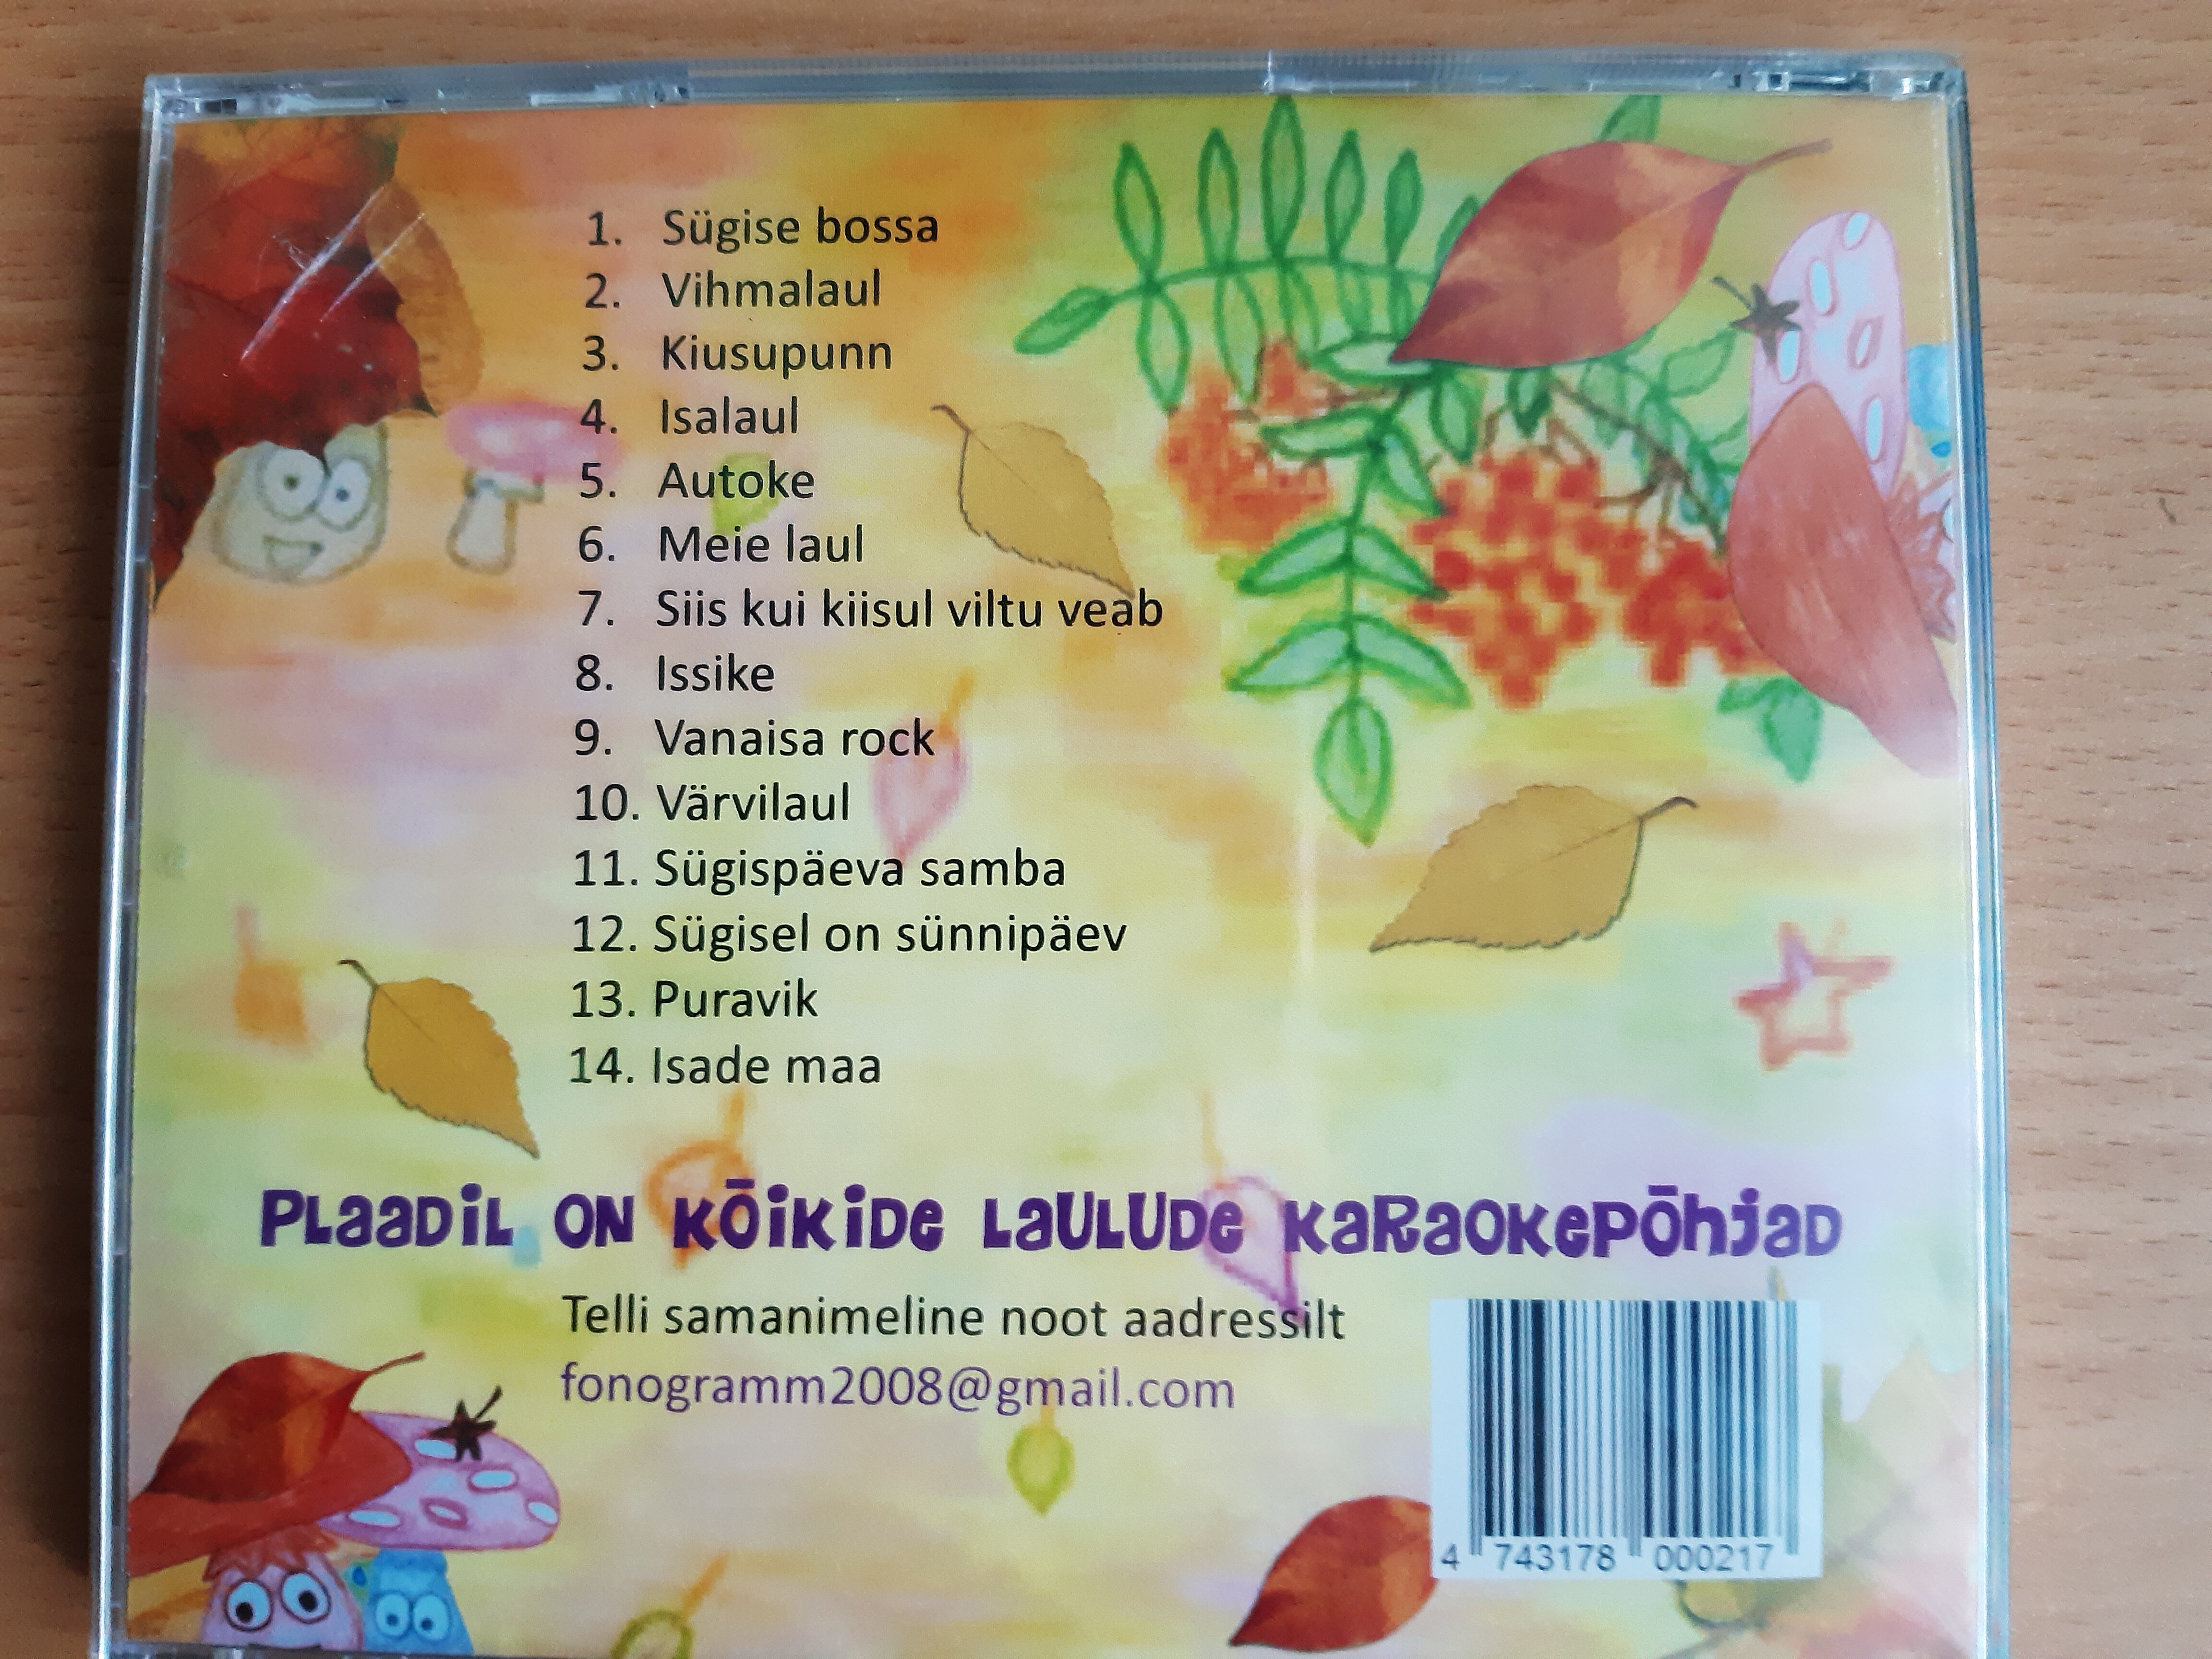 1. Sügise bossa
2. Vihmalaul
3. Kiusupunn
4. Isalaul
5. Autoke
6. Meie laul
7. Siis kui kiisul viltu veab
8. Issike
9. Vanaisa rock
10. Värvilaul
11. Sügispäeva samba
12. Sügisel on sünnipäev
13. Puravik
14. Isade maa
PLAADIL ON KÕIKIDE LAULUDE KARAOKEPÕHJAD
Telli samanimeline noot aadressilt
fonogramm2008@gmail.com
4 743178 000217